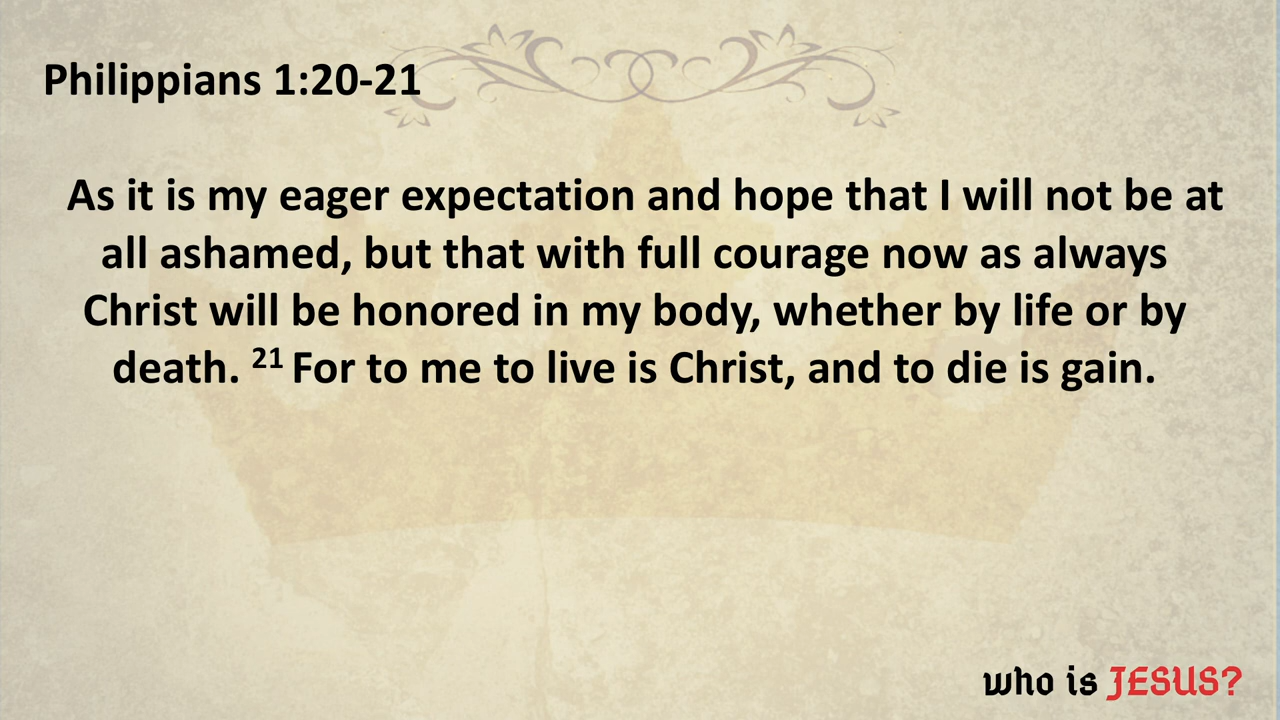 Philippians 1:20-21
As it is my eager expectation and hope that I will not be at
all ashamed, but that with full courage now as always
Christ will be honored in my body, whether by life or by
death. 21 For to me to live is Christ, and to die is gain.
who is JESUS?